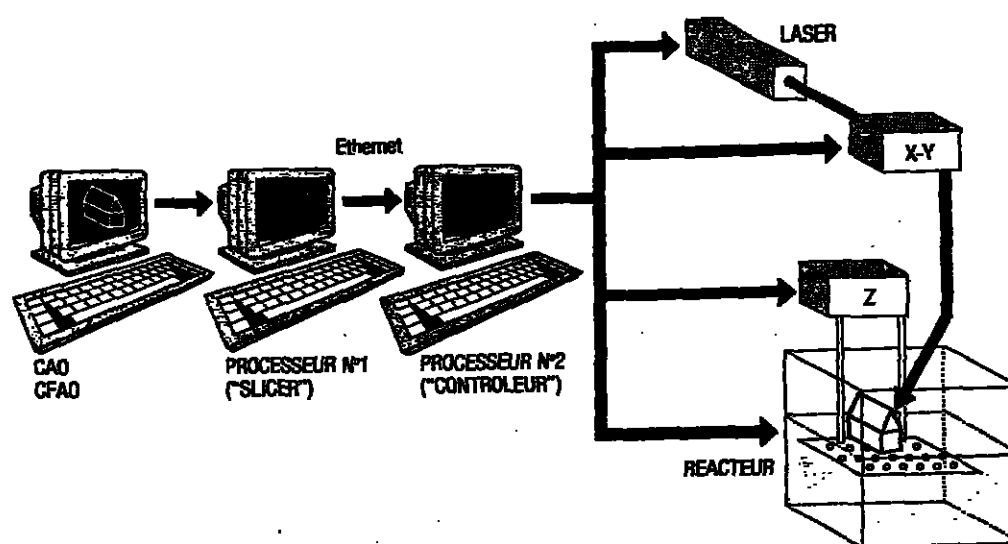 LASER
Ethernet
X-Y
Z
CAO
CFAO
PROCESSEUR N°1
("SLICER")
PROCESSEUR N°2
("CONTROLEUR")
REACTEUR